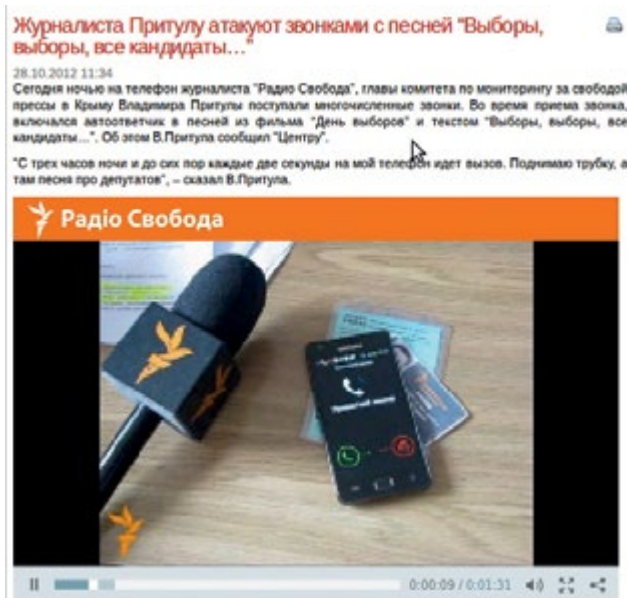 Журналиста Притулу атакуют звонками с песней "Выборы,
выборы, все кандидаты…"
28.10.2012 11:34
Сегодня ночью на телефон журналиста "Радио Свобода", главы комитета по мониторингу за свободой
прессы в Крыму Владимира Притулы поступали многочисленные звонки. Во время приема звонка,
включался автоответчик в песней из фильма "День выборов" и текстом "Выборы, выборы, все
кандидаты…". Об этом В.Притула сообщил "Центру".
"С трех часов ночи и до сих пор каждые две секунды на мой телефон идет вызов. Поднимаю трубку, а
там песня про депутатов", – сказал В.Притула.
Радіо Свобода
0:00:09 / 0:01:31